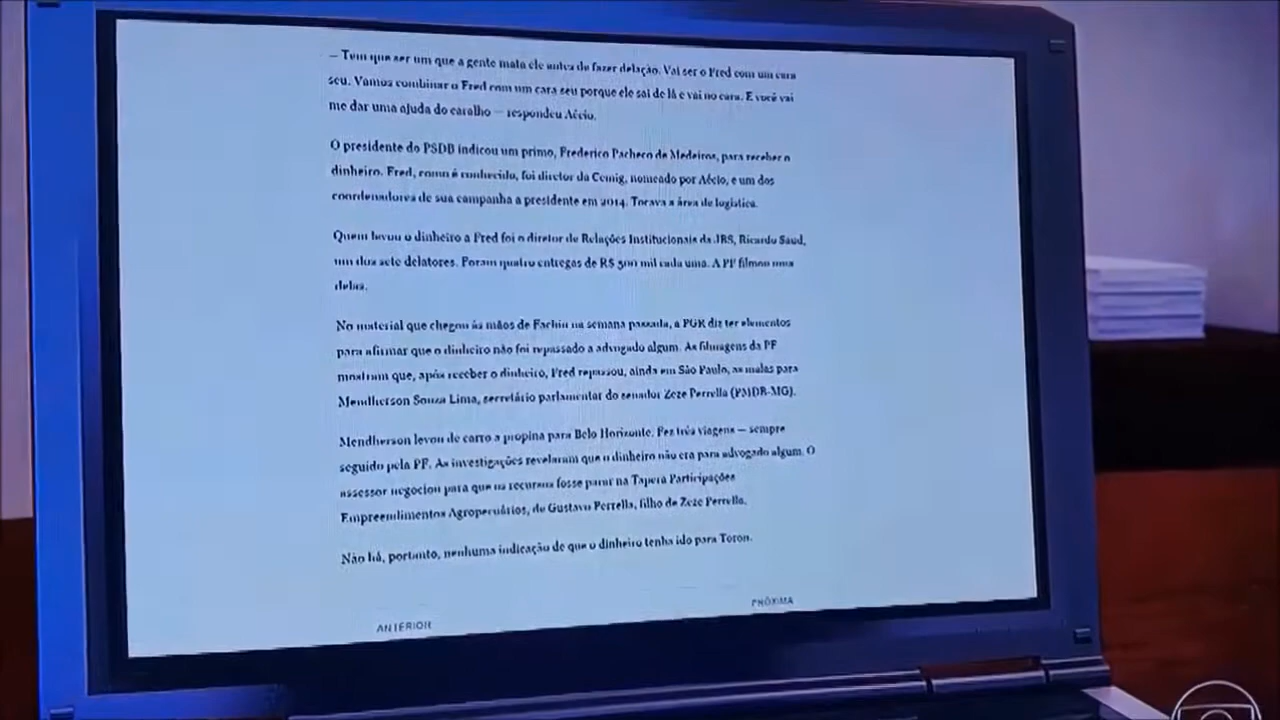 – Tem que ser um que a gente mata ele antes de fazer delação. Vai ser o Fred com um cara
seu. Vamos combinar o Fred com um cara seu porque ele sai de lá e vai no cara. E você vai
me dar uma ajuda do caralho – respondeu Aécio.
O presidente do PSDB indicou um primo, Frederico Pacheco de Medeiros, para receber o
dinheiro. Fred, como é conhecido, foi diretor da Cemig, nomeado por Aécio, e um dos
coordenadores de sua campanha a presidente em 2014. Tocava a área de logística.
Quem levou o dinheiro a Fred foi o diretor de Relações Institucionais da JBS, Ricardo Saud,
um dos sete delatores. Foram quatro entregas de R$ 500 mil cada uma. A PF filmou uma
delas.
No material que chegou às mãos de Fachin na semana passada, a PGR diz ter elementos
para afirmar que o dinheiro não foi repassado a advogado algum. As filmagens da PF
mostram que, após receber o dinheiro, Fred repassou, ainda em São Paulo, as malas para
Mendherson Souza Lima, secretário parlamentar do senador Zeze Perrella (PMDB-MG).
Mendherson levou de carro a propina para Belo Horizonte. Fez três viagens – sempre
seguido pela PF. As investigações revelaram que o dinheiro não era para advogado algum. O
assessor negociou para que os recursos fosse parar na Tapera Participações
Empreendimentos Agropecuários, de Gustavo Perrella, filho de Zeze Perrella.
Não há, portanto, nenhuma indicação de que o dinheiro tenha ido para Toron.
PRÓXIMA
ANTERIOR